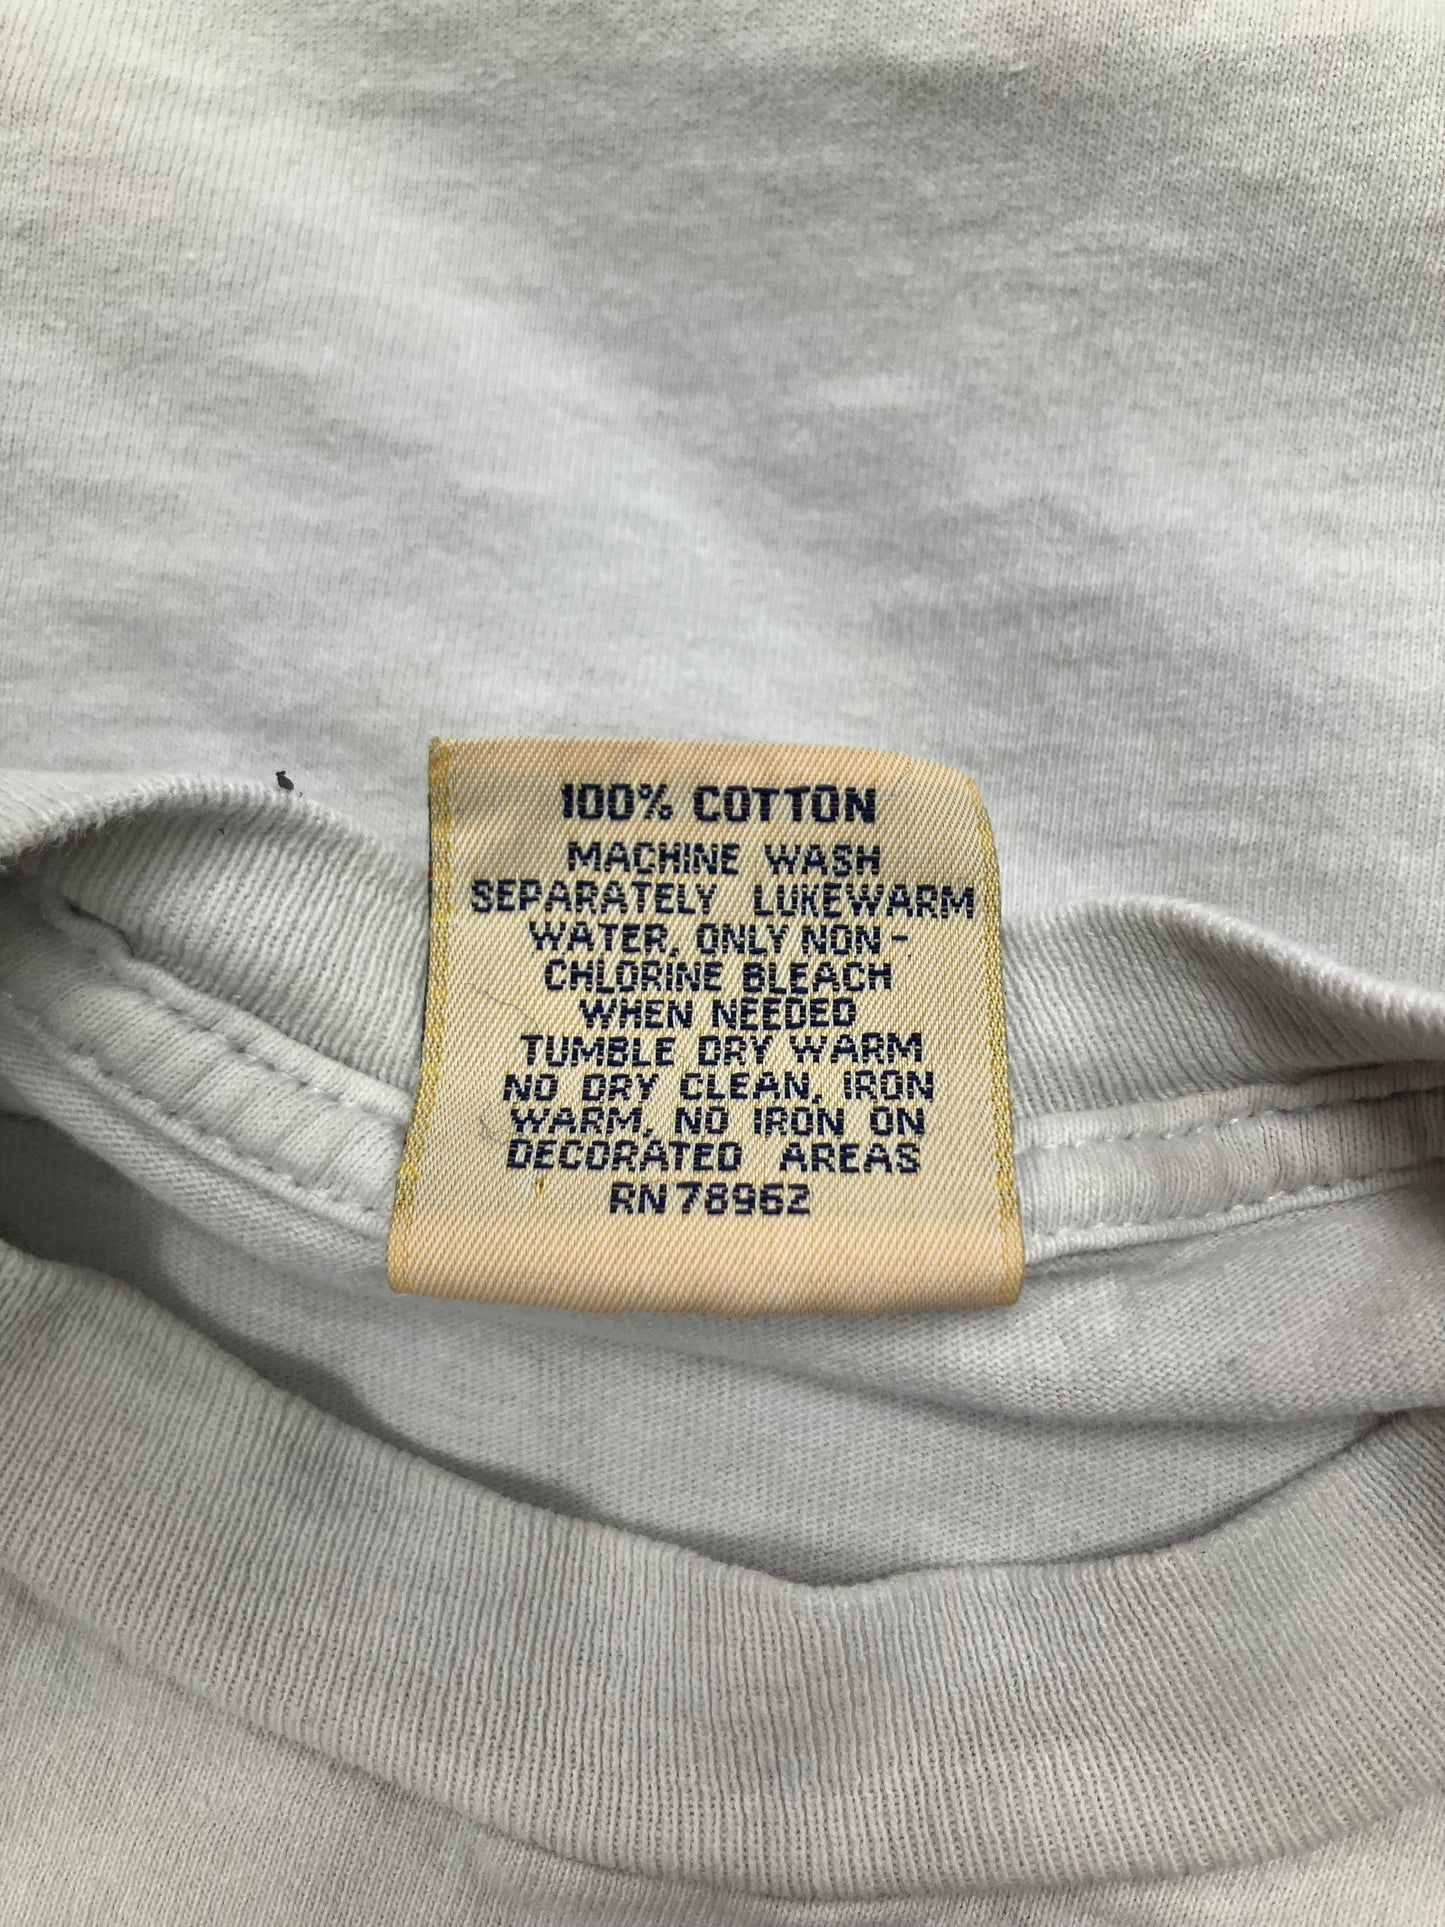 100% COTTON
MACHINE WASH
SEPARATELY LUKEWARM
WATER, ONLY NON-
CHLORINE BLEACH
WHEN NEEDED
TUMBLE DRY WARM
NO DRY CLEAN, IRON
WARM, NO IRON ON
DECORATED AREAS
RN 78962